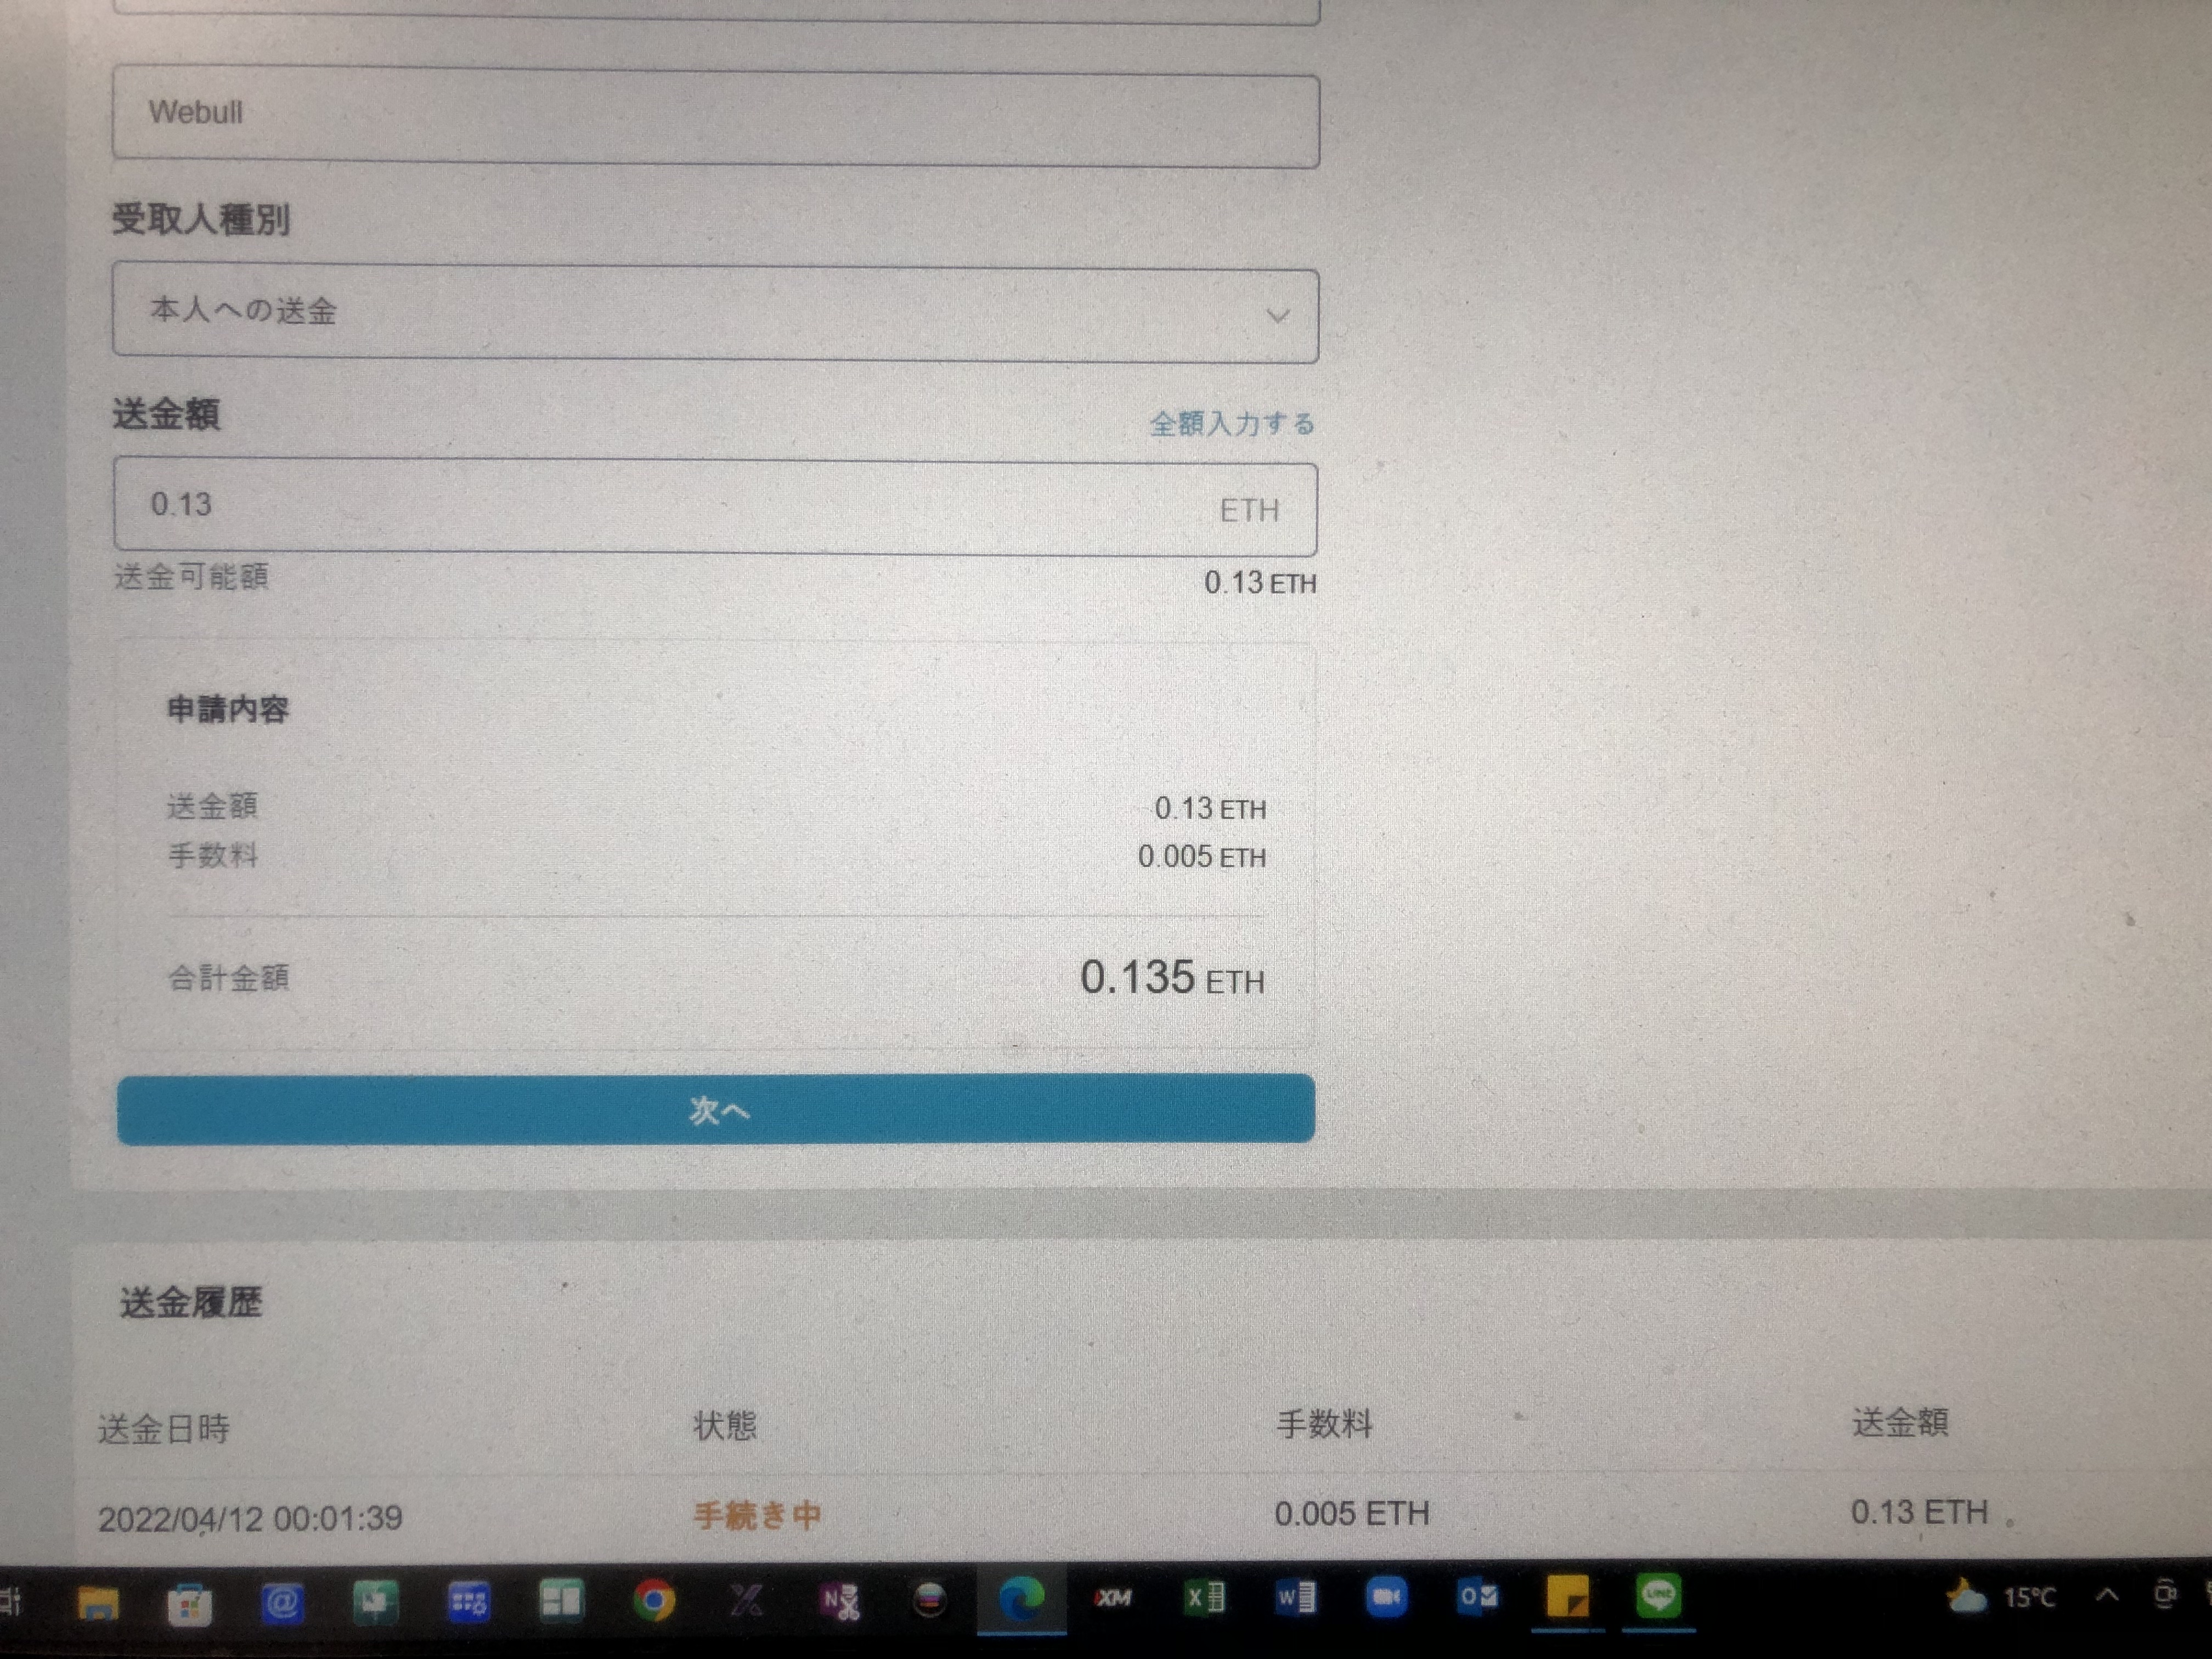 Webull
受取人種別
本人への送金
送金額
全額入力する
0.13 ETH
送金可能額 0.13 ETH
申請内容
送金額 0.13 ETH
手数料 0.005 ETH
合計金額 0.135 ETH
次へ
送金履歴
送金日時 状態 手数料 送金額
2022/04/12 00:01:39 手続き中 0.005 ETH 0.13 ETH
XM
15°C